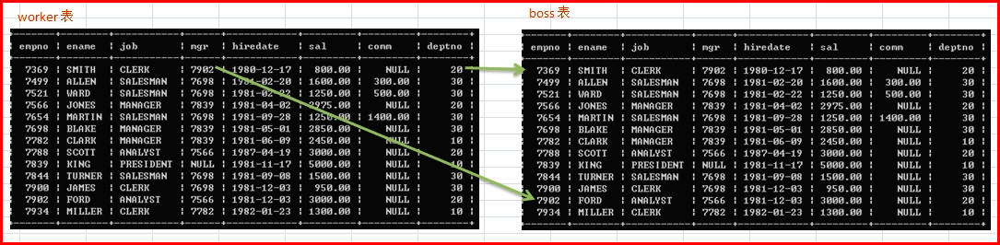 worker 表
boss 表
empno | ename | job | mgr | hiredate | sal | comm | deptno
7369 | SMITH | CLERK | 7902 | 1980-12-17 | 800.00 | NULL | 20
7499 | ALLEN | SALESMAN | 7698 | 1981-02-20 | 1600.00 | 300.00 | 30
7521 | WARD | SALESMAN | 7698 | 1981-02-22 | 1250.00 | 500.00 | 30
7566 | JONES | MANAGER | 7839 | 1981-04-02 | 2975.00 | NULL | 20
7654 | MARTIN | SALESMAN | 7698 | 1981-09-28 | 1250.00 | 1400.00 | 30
7698 | BLAKE | MANAGER | 7839 | 1981-05-01 | 2850.00 | NULL | 30
7782 | CLARK | MANAGER | 7839 | 1981-06-09 | 2450.00 | NULL | 10
7788 | SCOTT | ANALYST | 7566 | 1987-04-19 | 3000.00 | NULL | 20
7839 | KING | PRESIDENT | NULL | 1981-11-17 | 5000.00 | NULL | 10
7844 | TURNER | SALESMAN | 7698 | 1981-09-08 | 1500.00 | NULL | 30
7900 | JAMES | CLERK | 7698 | 1981-12-03 | 950.00 | NULL | 30
7902 | FORD | ANALYST | 7566 | 1981-12-03 | 3000.00 | NULL | 20
7934 | MILLER | CLERK | 7782 | 1982-01-23 | 1300.00 | NULL | 10
empno | ename | job | mgr | hiredate | sal | comm | deptno
7369 | SMITH | CLERK | 7902 | 1980-12-17 | 800.00 | NULL | 20
7499 | ALLEN | SALESMAN | 7698 | 1981-02-20 | 1600.00 | 300.00 | 30
7521 | WARD | SALESMAN | 7698 | 1981-02-22 | 1250.00 | 500.00 | 30
7566 | JONES | MANAGER | 7839 | 1981-04-02 | 2975.00 | NULL | 20
7654 | MARTIN | SALESMAN | 7698 | 1981-09-28 | 1250.00 | 1400.00 | 30
7698 | BLAKE | MANAGER | 7839 | 1981-05-01 | 2850.00 | NULL | 30
7782 | CLARK | MANAGER | 7839 | 1981-06-09 | 2450.00 | NULL | 10
7788 | SCOTT | ANALYST | 7566 | 1987-04-19 | 3000.00 | NULL | 20
7839 | KING | PRESIDENT | NULL | 1981-11-17 | 5000.00 | NULL | 10
7844 | TURNER | SALESMAN | 7698 | 1981-09-08 | 1500.00 | NULL | 30
7900 | JAMES | CLERK | 7698 | 1981-12-03 | 950.00 | NULL | 30
7902 | FORD | ANALYST | 7566 | 1981-12-03 | 3000.00 | NULL | 20
7934 | MILLER | CLERK | 7782 | 1982-01-23 | 1300.00 | NULL | 10